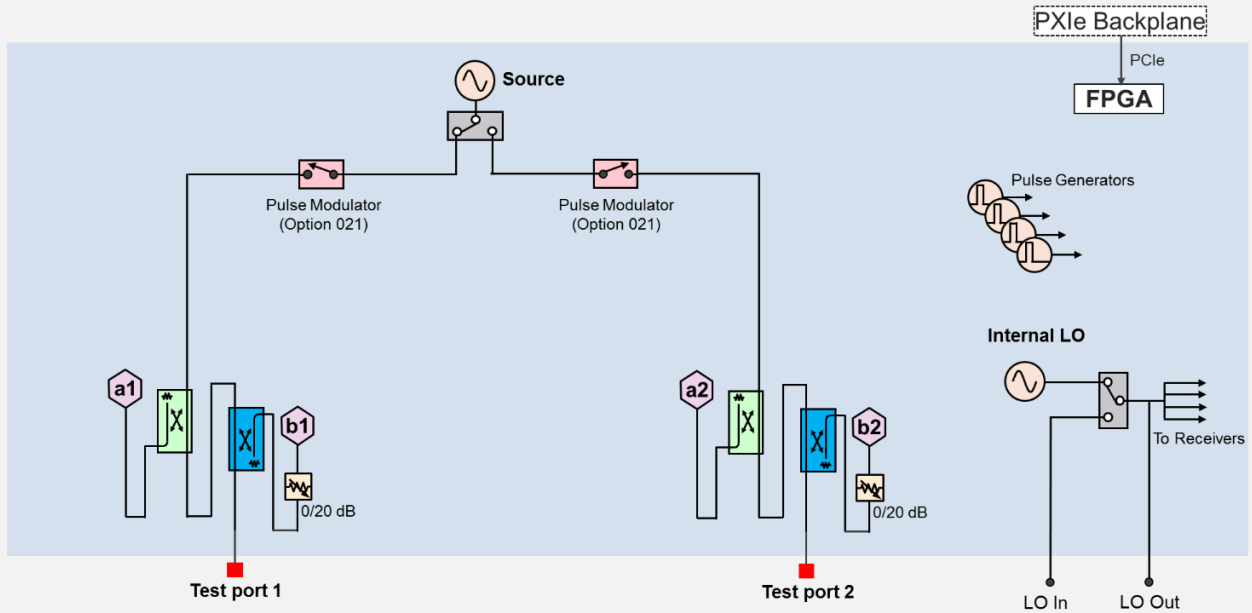 PXIe Backplane
PCIe
FPGA
Source
Pulse Modulator
(Option 021)
Pulse Modulator
(Option 021)
Pulse Generators
Internal LO
To Receivers
a1
b1
0/20 dB
a2
b2
0/20 dB
Test port 1
Test port 2
LO In
LO Out